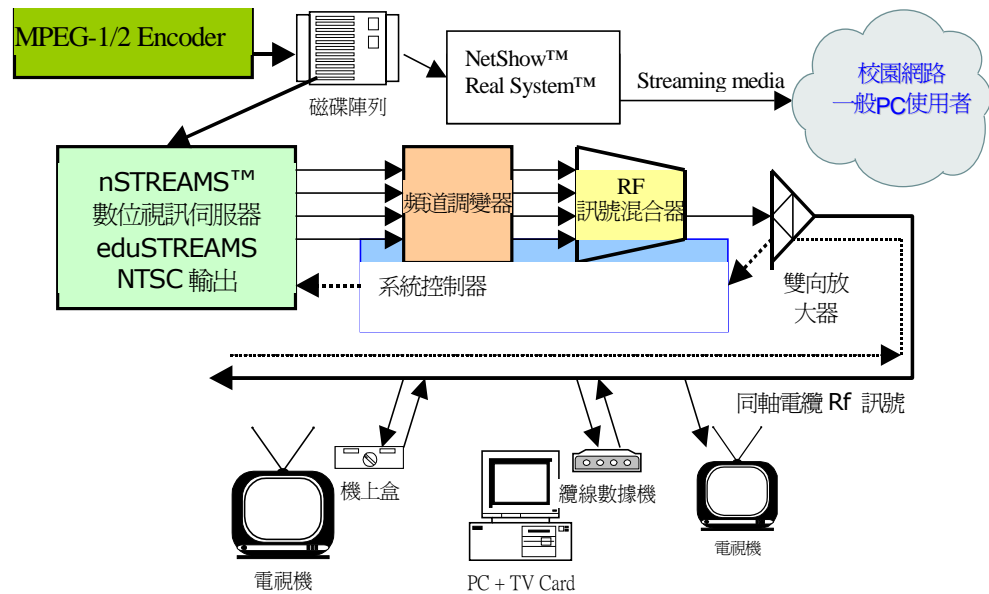 MPEG-1/2 Encoder
磁碟陣列
NetShow™
Real System™
Streaming media
校園網路
一般PC使用者
nSTREAMS™
數位視訊伺服器
eduSTREAMS
NTSC 輸出
頻道調變器
RF
訊號混合器
系統控制器
雙向放
大器
同軸電纜 Rf 訊號
機上盒
纜線數據機
電視機
電視機
PC + TV Card